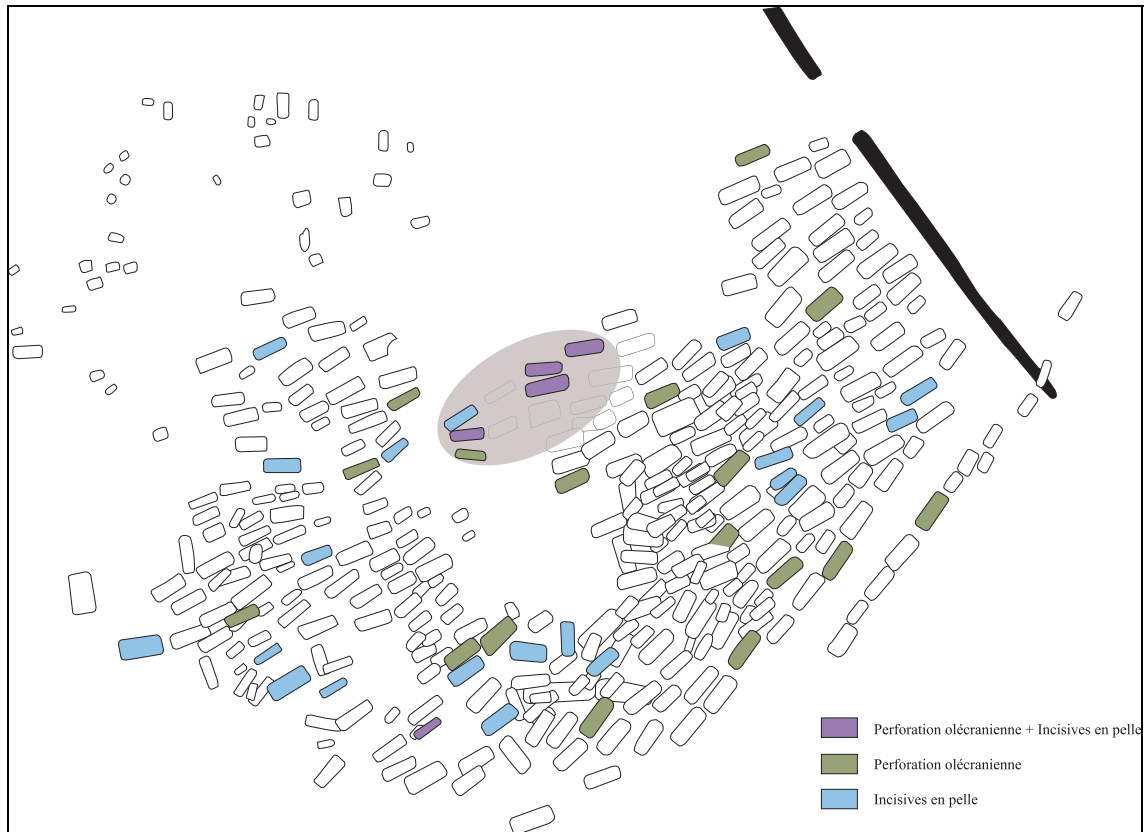 Perforation olécranienne + Incisives en pelle
Perforation olécranienne
Incisives en pelle